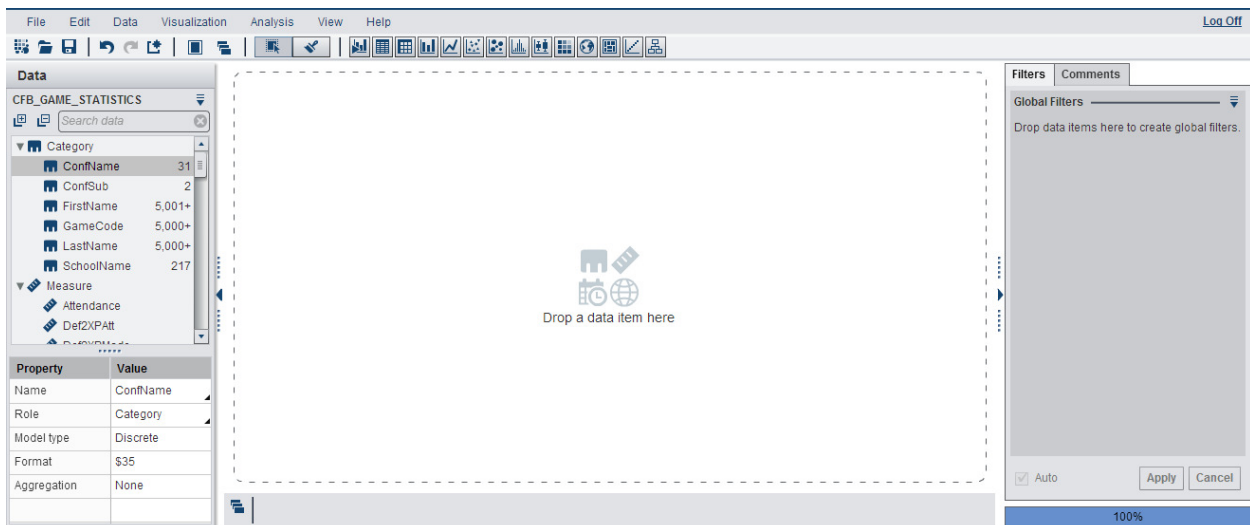 File Edit Data Visualization Analysis View Help Log Off
Data
CFB_GAME_STATISTICS
Search data
Category
ConfName 31
ConfSub 2
FirstName 5,001+
GameCode 5,000+
LastName 5,000+
SchoolName 217
Measure
Attendance
Def2XPAtt
Property Value
Name ConfName
Role Category
Model type Discrete
Format $35
Aggregation None
Drop a data item here
Filters Comments
Global Filters
Drop data items here to create global filters.
Auto Apply Cancel
100%